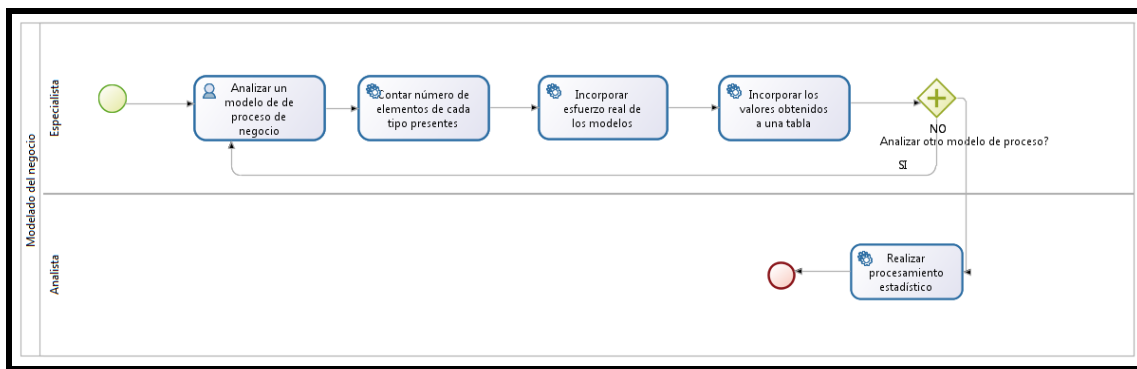 Modelado del negocio
Especialista
Analizar un
modelo de de
proceso de
negocio
Contar número de
elementos de cada
tipo presentes
Incorporar
esfuerzo real de
los modelos
Incorporar los
valores obtenidos
a una tabla
NO
Analizar otro modelo de proceso?
SI
Analista
Realizar
procesamiento
estadístico